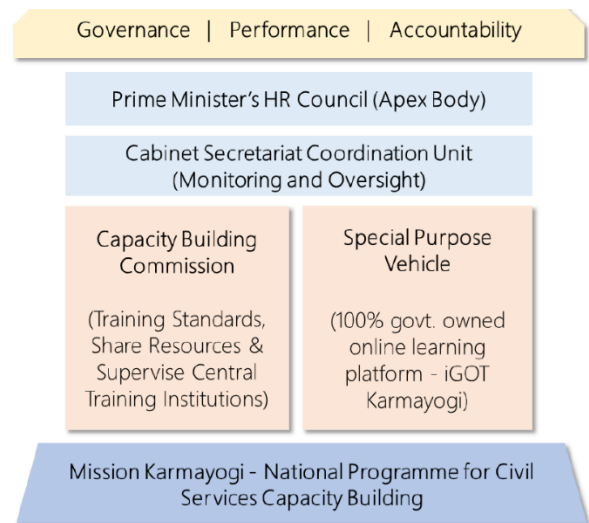 Governance | Performance | Accountability
Prime Minister's HR Council (Apex Body)
Cabinet Secretariat Coordination Unit
(Monitoring and Oversight)
Capacity Building
Commission
(Training Standards,
Share Resources &
Supervise Central
Training Institutions)
Special Purpose
Vehicle
(100% govt. owned
online learning
platform - iGOT
Karmayogi)
Mission Karmayogi - National Programme for Civil
Services Capacity Building